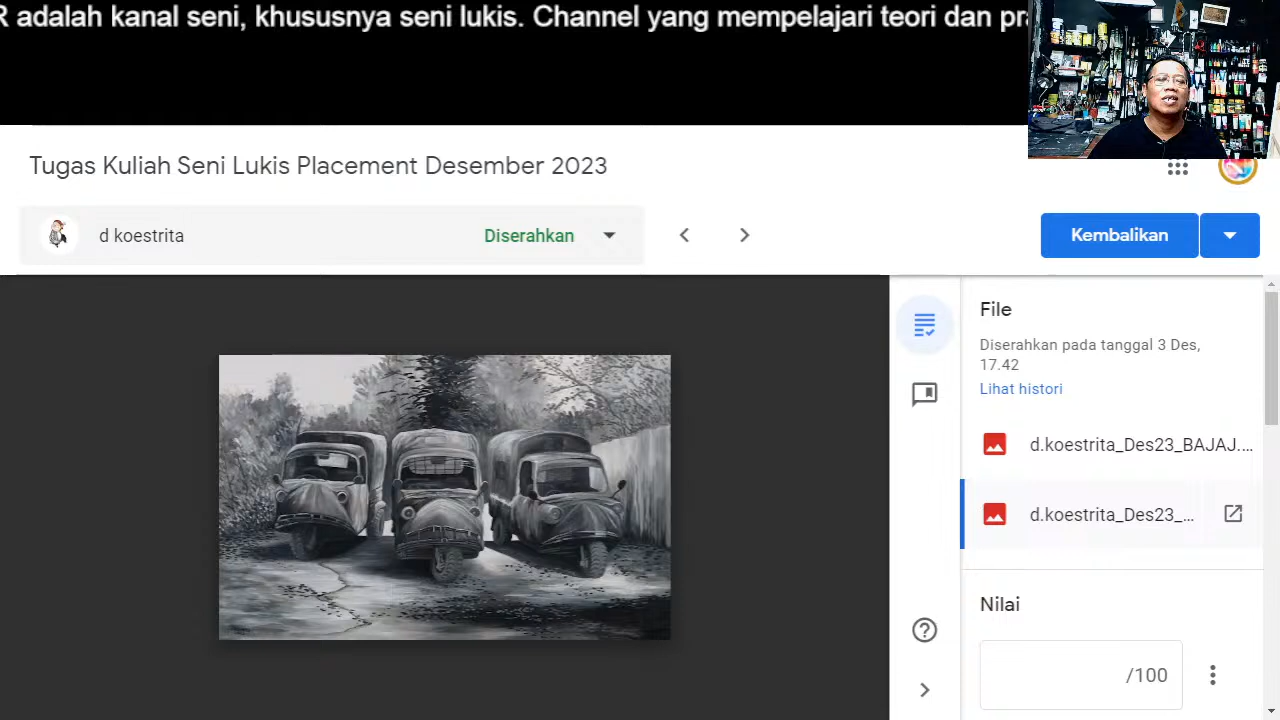 R adalah kanal seni, khususnya seni lukis. Channel yang mempelajari teori dan
Tugas Kuliah Seni Lukis Placement Desember 2023
d koestrita
Diserahkan
Kembalikan
File
Diserahkan pada tanggal 3 Des,
17.42
Lihat histori
d.koestrita_Des23_BAJAJ....
d.koestrita_Des23_...
Nilai
/100